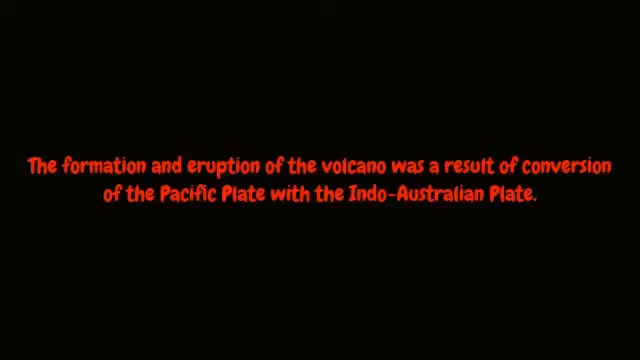 The formation and eruption of the volcano was a result of conversion
of the Pacific Plate with the Indo-Australian Plate.